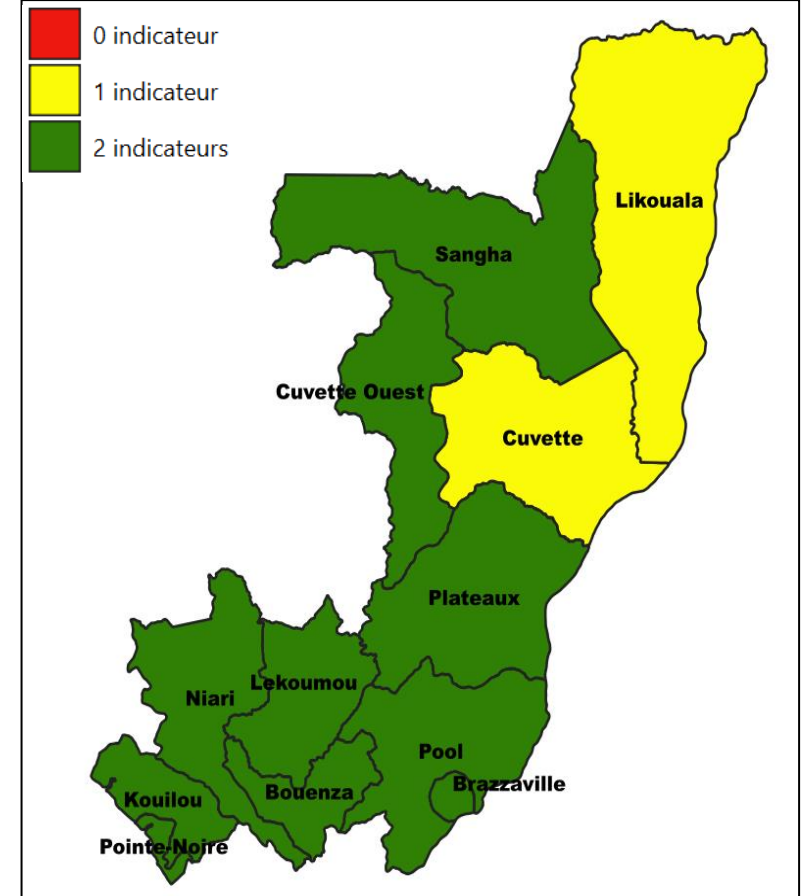 0 indicateur
1 indicateur
2 indicateurs
Likouala
Sangha
Cuvette Ouest
Cuvette
Plateaux
Lekoumou
Niari
Pool
Brazzaville
Bouenza
Kouilou
Pointe-Noire